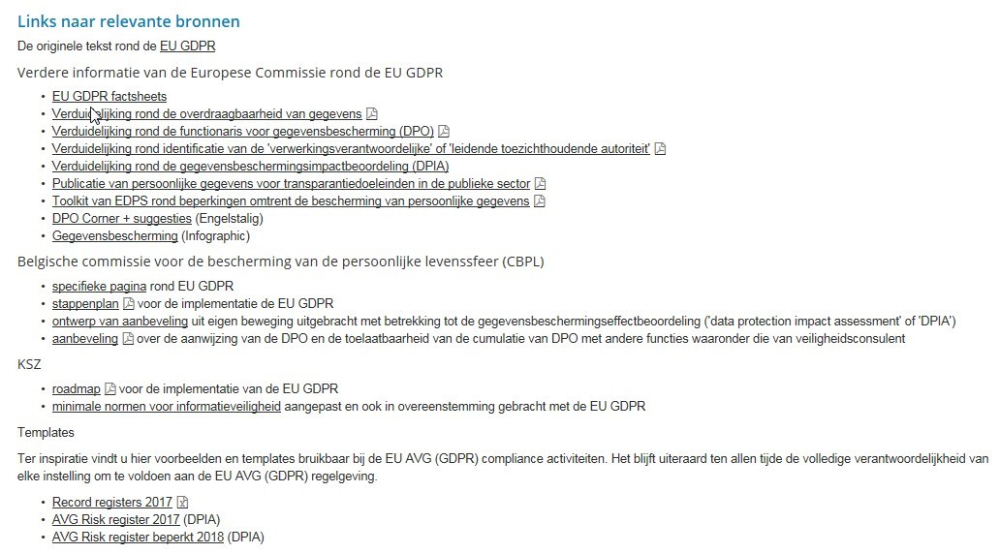 Links naar relevante bronnen
De originele tekst rond de EU GDPR
Verdere informatie van de Europese Commissie rond de EU GDPR
• EU GDPR factsheets
• Verduidelijking rond de overdraagbaarheid van gegevens
• Verduidelijking rond de functionaris voor gegevensbescherming (DPO)
• Verduidelijking rond identificatie van de 'verwerkingsverantwoordelijke' of 'leidende toezichthoudende autoriteit'
• Verduidelijking rond de gegevensbeschermingsimpactbeoordeling (DPIA)
• Publicatie van persoonlijke gegevens voor transparantiedoeleinden in de publieke sector
• Toolkit van EDPS rond beperkingen omtrent de bescherming van persoonlijke gegevens
• DPO Corner + suggesties (Engelstalig)
• Gegevensbescherming (Infographic)
Belgische commissie voor de bescherming van de persoonlijke levenssfeer (CBPL)
• specifieke pagina rond EU GDPR
• stappenplan voor de implementatie de EU GDPR
• ontwerp van aanbeveling uit eigen beweging uitgebracht met betrekking tot de gegevensbeschermingseffectbeoordeling ('data protection impact assessment' of 'DPIA')
• aanbeveling over de aanwijzing van de DPO en de toelaatbaarheid van de cumulatie van DPO met andere functies waaronder die van veiligheidsconsulent
KSZ
• roadmap voor de implementatie van de EU GDPR
• minimale normen voor informatieveiligheid aangepast en ook in overeenstemming gebracht met de EU GDPR
Templates
Ter inspiratie vindt u hier voorbeelden en templates bruikbaar bij de EU AVG (GDPR) compliance activiteiten. Het blijft uiteraard ten allen tijde de volledige verantwoordelijkheid van
elke instelling om te voldoen aan de EU AVG (GDPR) regelgeving.
• Record registers 2017
• AVG Risk register 2017 (DPIA)
• AVG Risk register beperkt 2018 (DPIA)